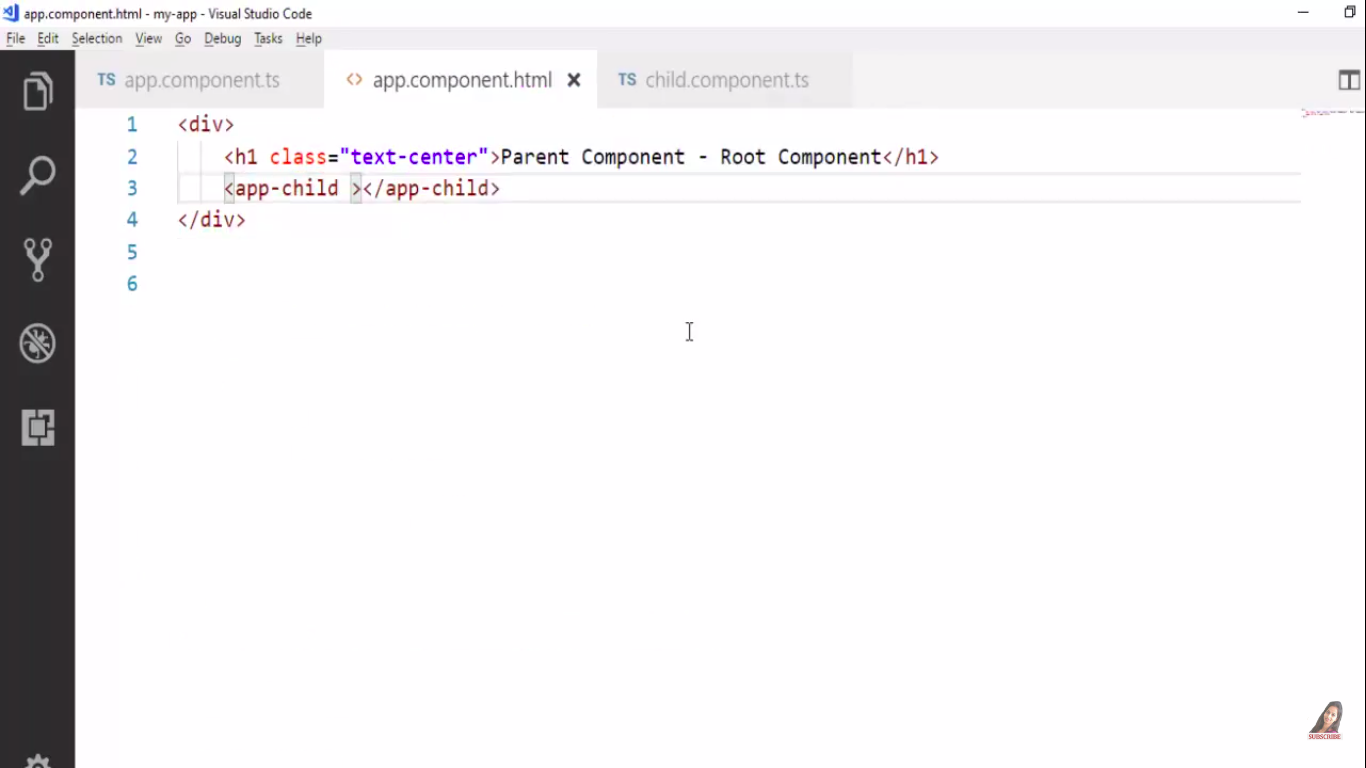 app.component.html - my-app - Visual Studio Code
File Edit Selection View Go Debug Tasks Help
TS app.component.ts <> app.component.html TS child.component.ts
1 <div>
2 <h1 class="text-center">Parent Component - Root Component</h1>
3 <app-child ></app-child>
4 </div>
5
6
SUBSCRIBE